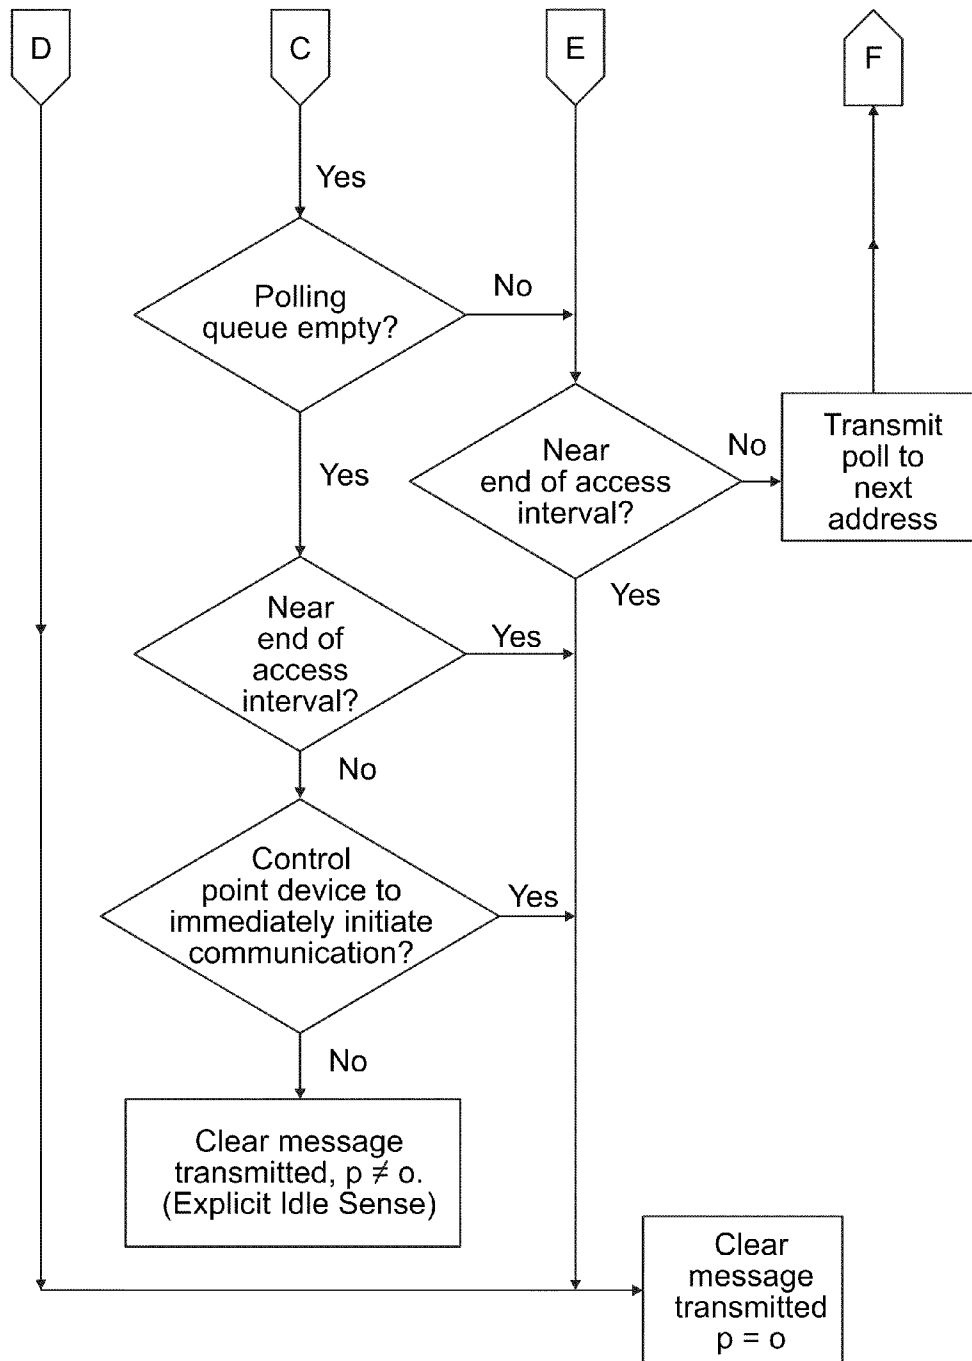 D
C
E
F
Yes
Polling
queue empty?
No
Near
end of access
interval?
No
Transmit
poll to
next
address
Yes
Yes
Near
end of
access
interval?
Yes
No
Control
point device to
immediately initiate
communication?
Yes
No
Clear message
transmitted, p ≠ o.
(Explicit Idle Sense)
Clear
message
transmitted
p = o